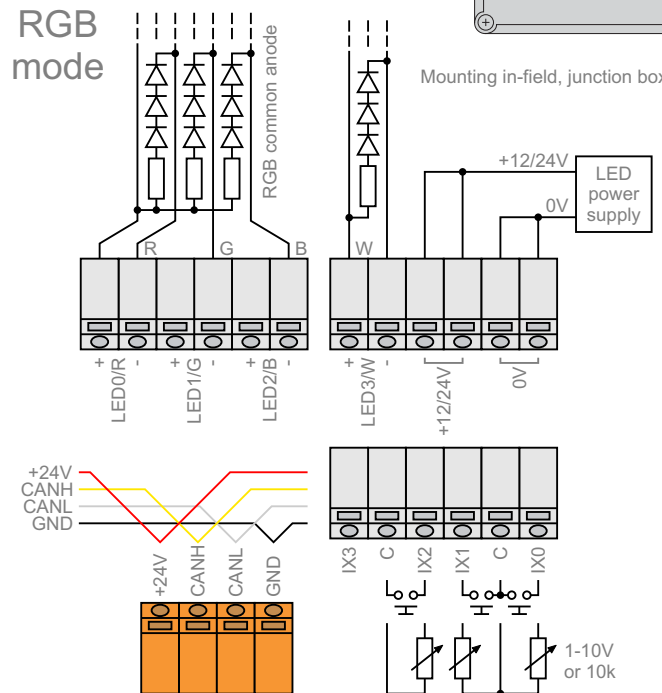 RGB
mode
RGB common anode
Mounting in-field, junction box
+12/24V
0V
LED
power
supply
R
G
B
W
+
LED0/R
-
+
LED1/G
-
+
LED2/B
-
+
LED3/W
-
+12/24V
0V
+24V
CANH
CANL
GND
+24V
CANH
CANL
GND
IX3
C
IX2
IX1
C
IX0
1-10V
or 10k